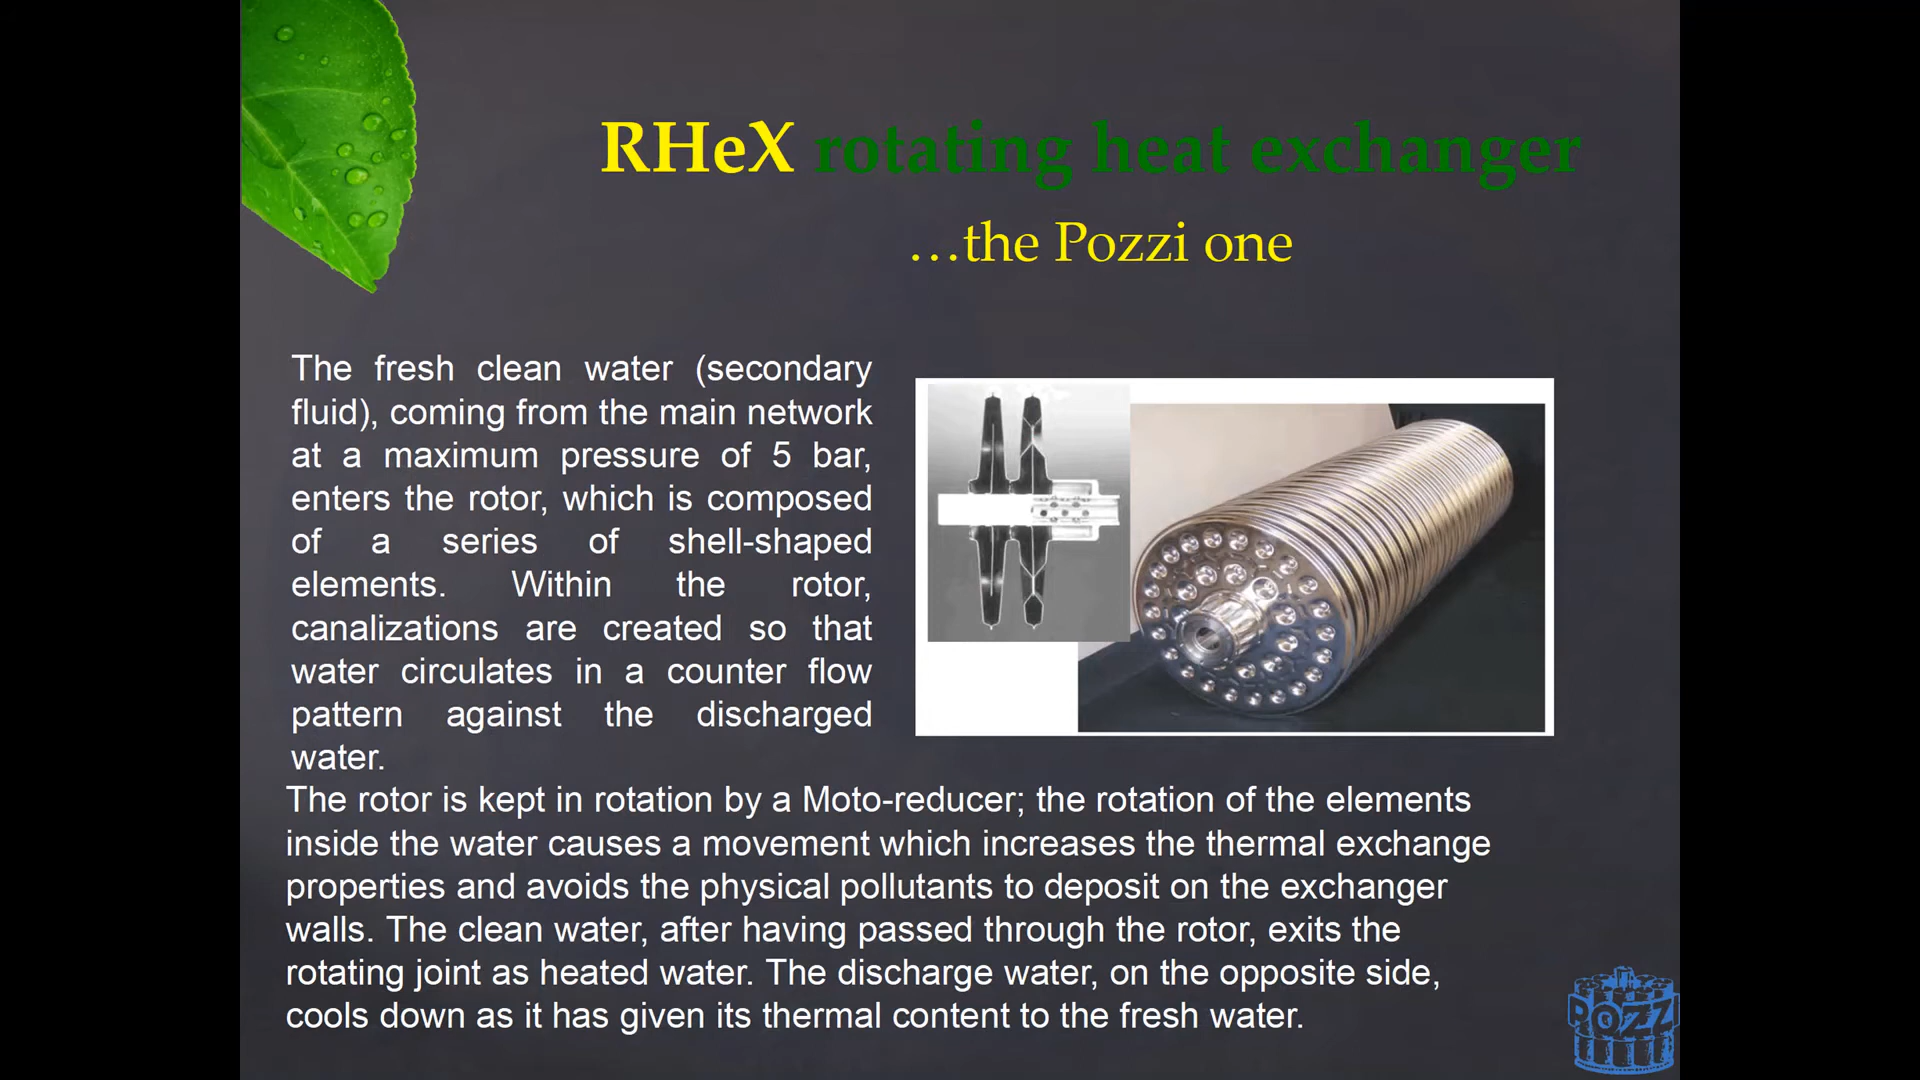 RHeX rotating heat exchanger
…the Pozzi one
The fresh clean water (secondary
fluid), coming from the main network
at a maximum pressure of 5 bar,
enters the rotor, which is composed
of a series of shell-shaped
elements. Within the rotor,
canalizations are created so that
water circulates in a counter flow
pattern against the discharged
water.
The rotor is kept in rotation by a Moto-reducer; the rotation of the elements
inside the water causes a movement which increases the thermal exchange
properties and avoids the physical pollutants to deposit on the exchanger
walls. The clean water, after having passed through the rotor, exits the
rotating joint as heated water. The discharge water, on the opposite side,
cools down as it has given its thermal content to the fresh water.
POZZI